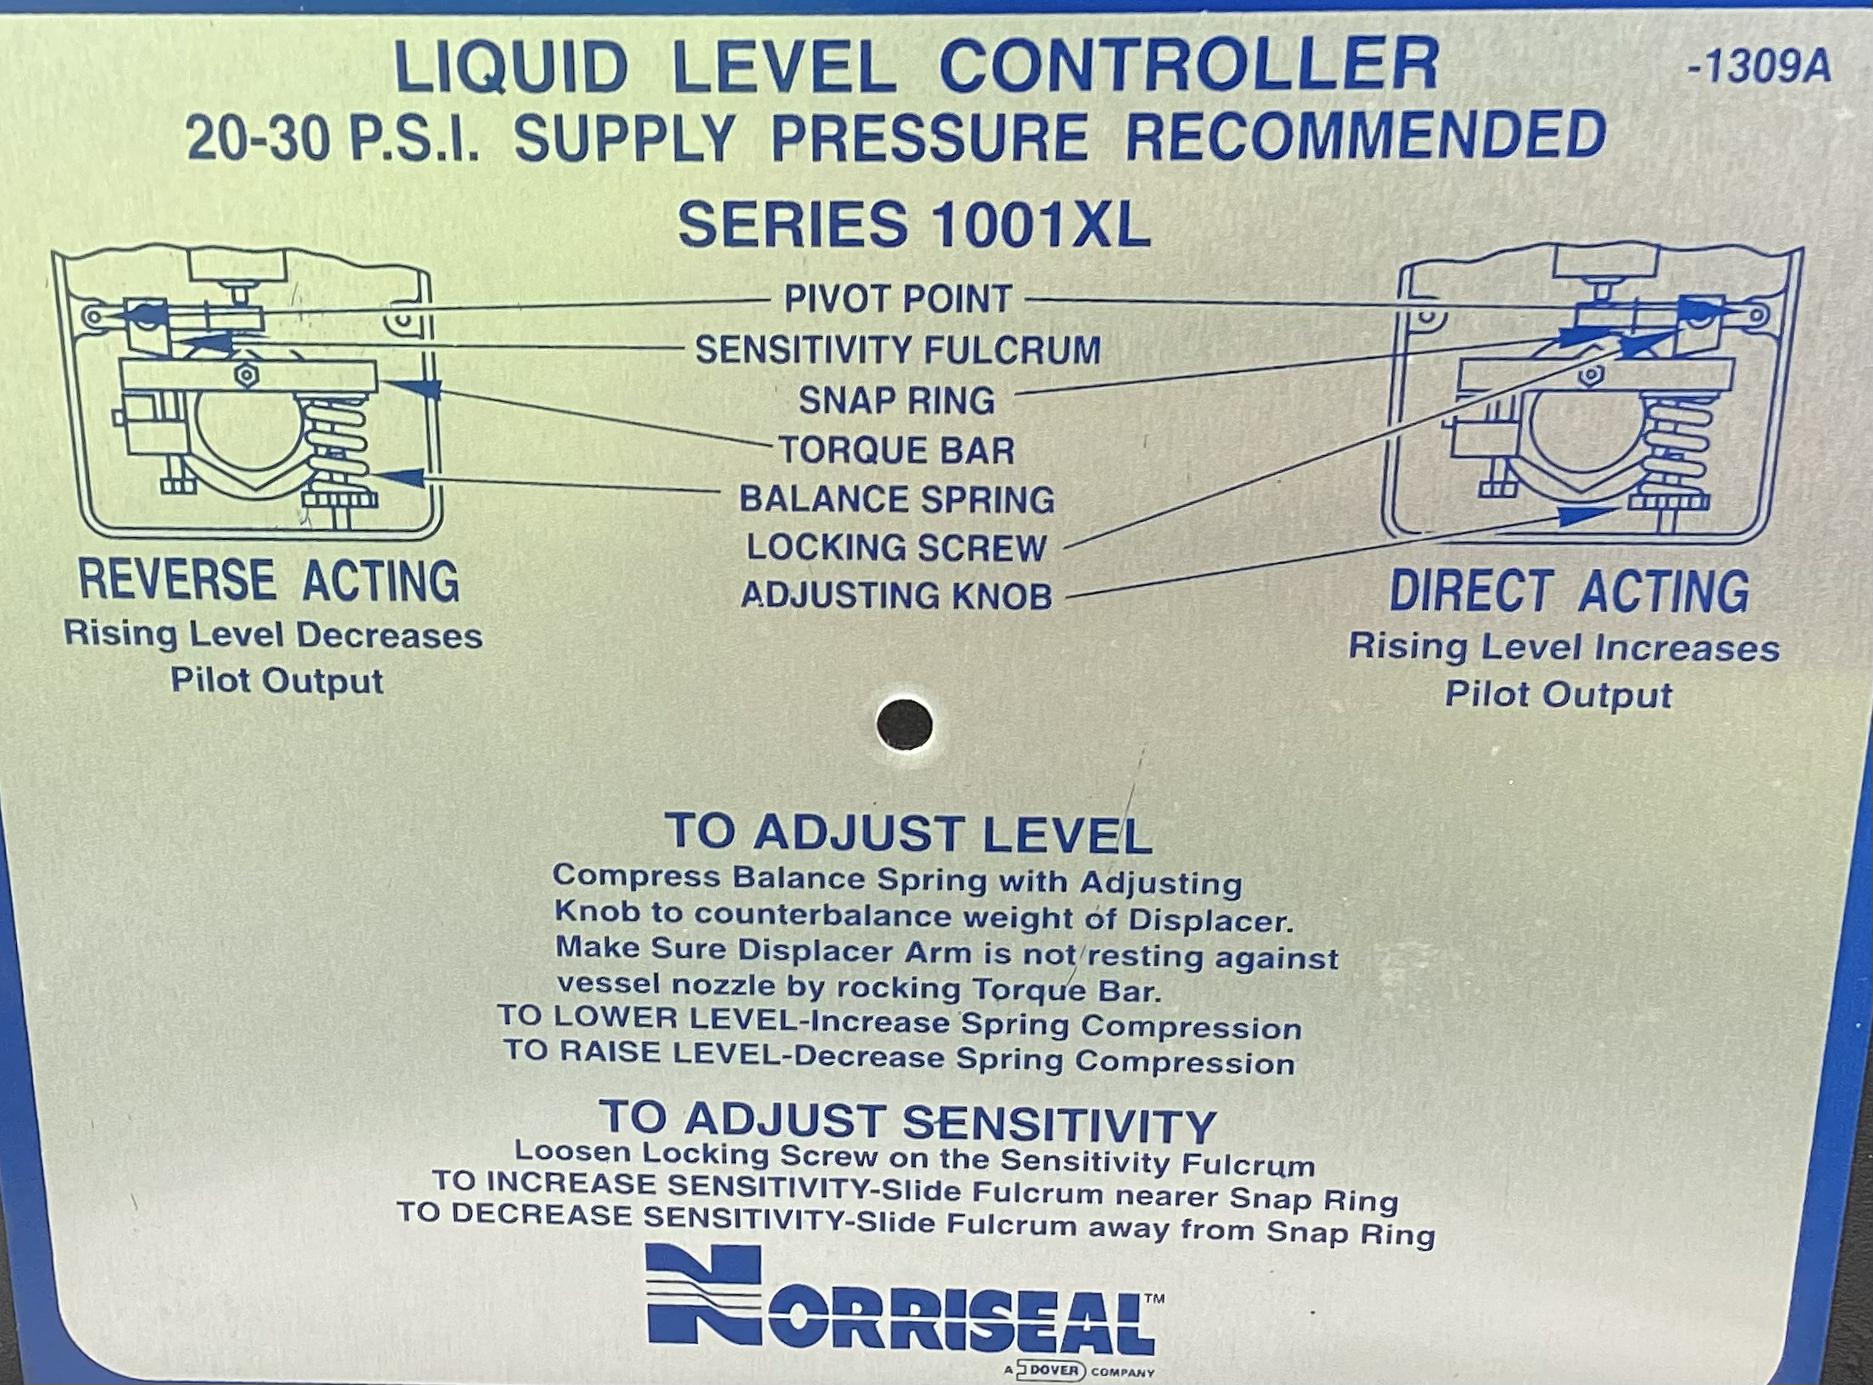 LIQUID LEVEL CONTROLLER -1309A
20-30 P.S.I. SUPPLY PRESSURE RECOMMENDED
SERIES 1001XL
PIVOT POINT
SENSITIVITY FULCRUM
SNAP RING
TORQUE BAR
BALANCE SPRING
LOCKING SCREW
ADJUSTING KNOB
REVERSE ACTING
Rising Level Decreases
Pilot Output
DIRECT ACTING
Rising Level Increases
Pilot Output
TO ADJUST LEVEL
Compress Balance Spring with Adjusting
Knob to counterbalance weight of Displacer.
Make Sure Displacer Arm is not resting against
vessel nozzle by rocking Torque Bar.
TO LOWER LEVEL-Increase Spring Compression
TO RAISE LEVEL-Decrease Spring Compression
TO ADJUST SENSITIVITY
Loosen Locking Screw on the Sensitivity Fulcrum
TO INCREASE SENSITIVITY-Slide Fulcrum nearer Snap Ring
TO DECREASE SENSITIVITY-Slide Fulcrum away from Snap Ring
NORRISEAL™
A DOVER COMPANY